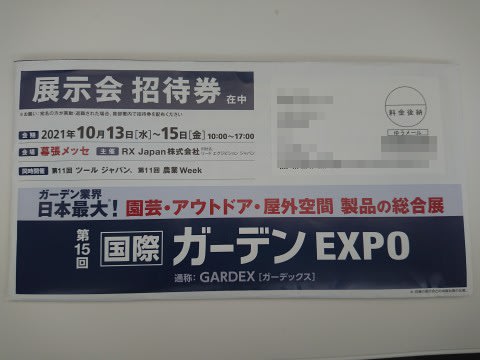 展示会 招待券 在中
料金後納
ゆうメール
会期 2021年10月13日[水]～15日[金] 10:00～17:00
会場 幕張メッセ 主催 RX Japan株式会社
同時開催 第11回 ツール ジャパン、第11回 農業Week
ガーデン業界
日本最大※! 園芸・アウトドア・屋外空間 製品の総合展
第15回 [国際] ガーデンEXPO
通称: GARDEX [ガーデックス]